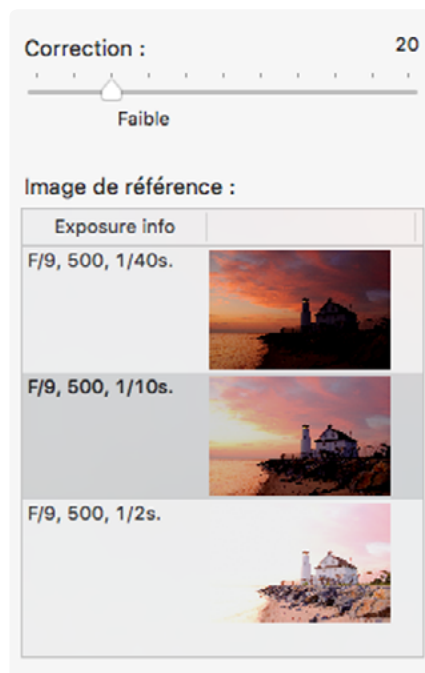 Correction :
20
Faible
Image de référence :
Exposure info
F/9, 500, 1/40s.
F/9, 500, 1/10s.
F/9, 500, 1/2s.